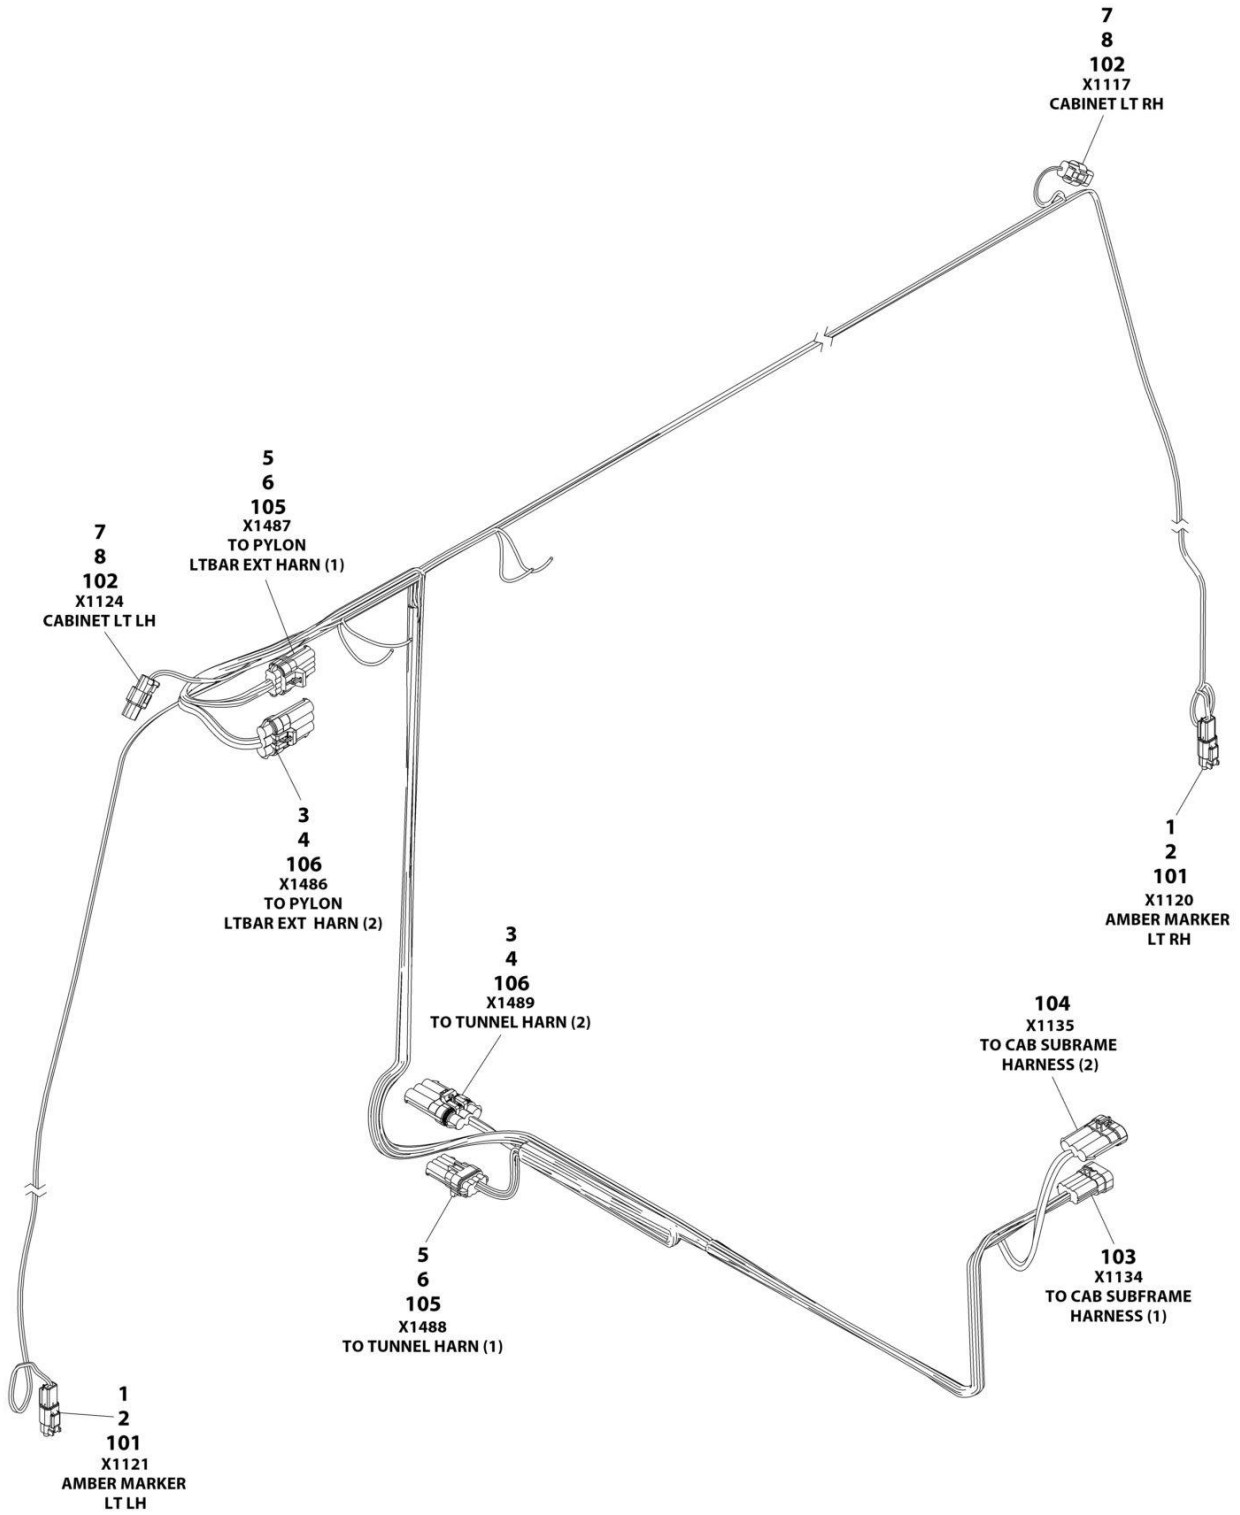 7
8
102
X1117
CABINET LT RH
5
6
105
X1487
TO PYLON
LTBAR EXT HARN (1)
7
8
102
X1124
CABINET LT LH
3
4
106
X1486
TO PYLON
LTBAR EXT HARN (2)
1
2
101
X1120
AMBER MARKER
LT RH
3
4
106
X1489
TO TUNNEL HARN (2)
104
X1135
TO CAB SUBRAME
HARNESS (2)
5
6
105
X1488
TO TUNNEL HARN (1)
103
X1134
TO CAB SUBFRAME
HARNESS (1)
1
2
101
X1121
AMBER MARKER
LT LH